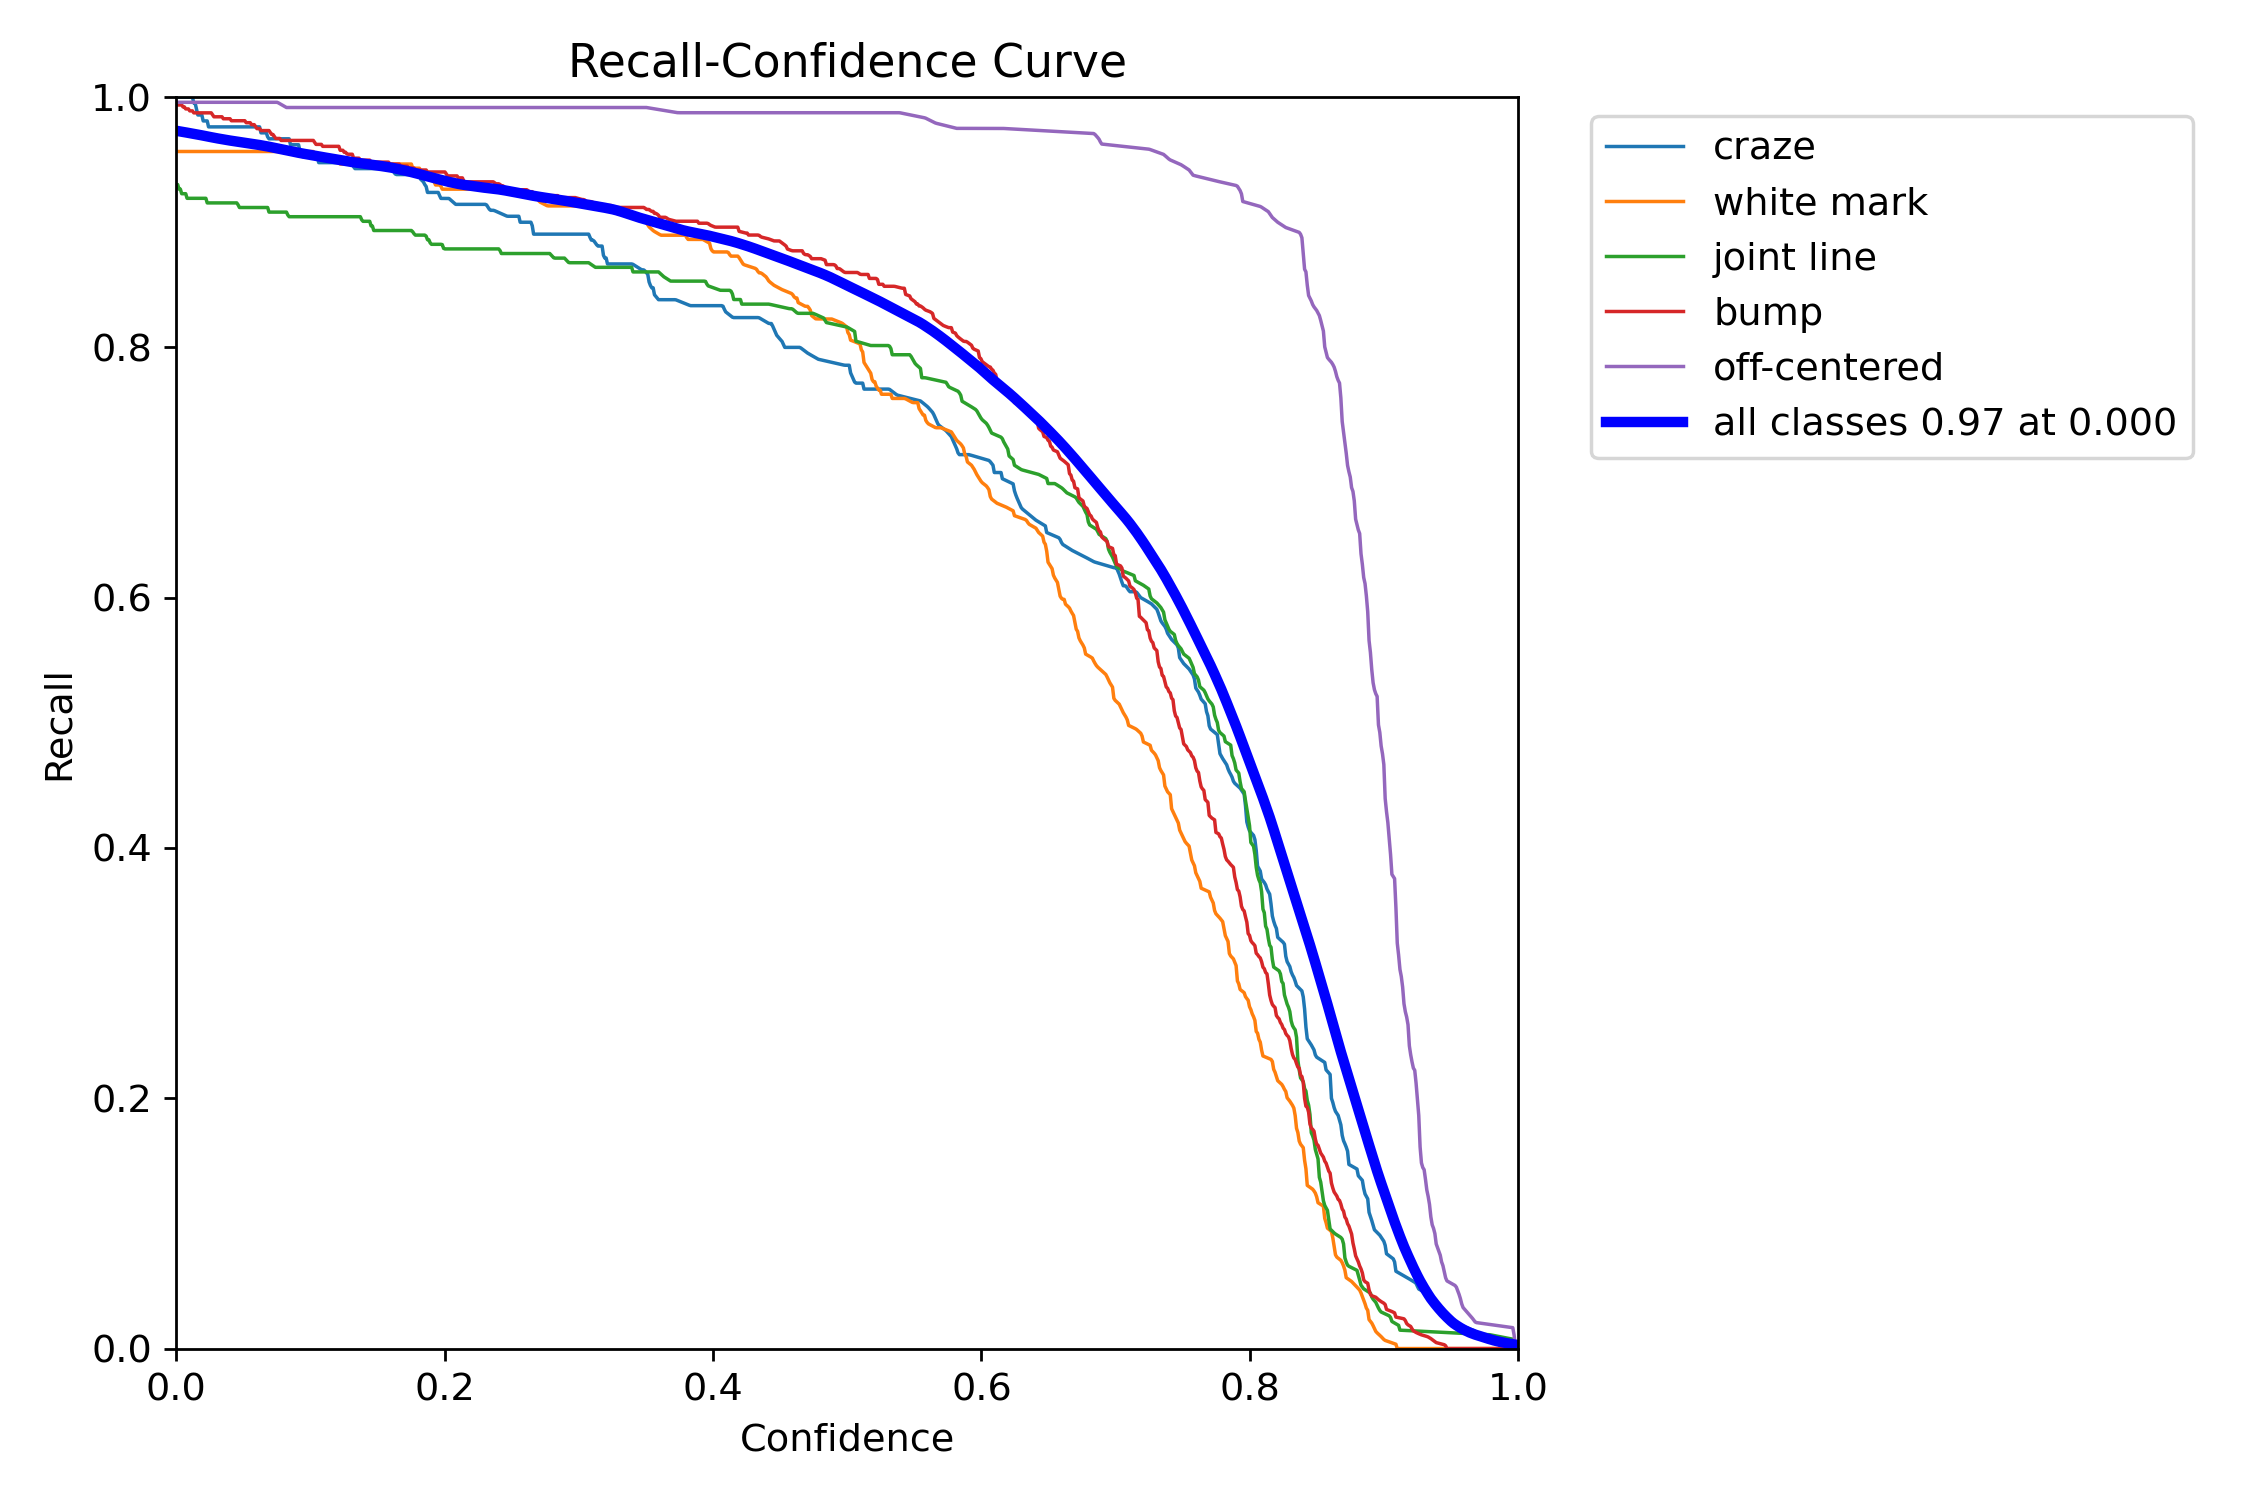 Recall-Confidence Curve
1.0
0.8
0.6
0.4
0.2
0.0
Recall
0.0 0.2 0.4 0.6 0.8 1.0
Confidence
craze
white mark
joint line
bump
off-centered
all classes 0.97 at 0.000